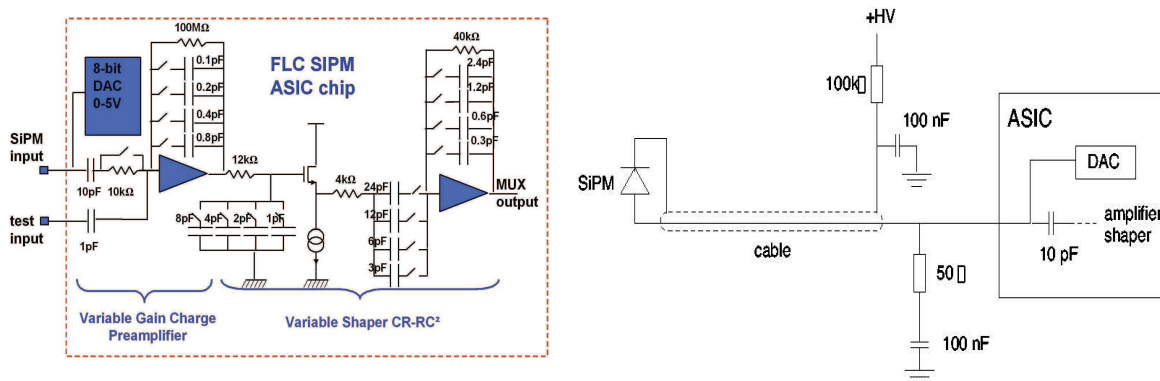 100MΩ
40kΩ
8-bit
DAC
0-5V
0.1pF
0.2pF
0.4pF
0.8pF
FLC SIPM
ASIC chip
2.4pF
1.2pF
0.6pF
0.3pF
SiPM
input
10pF
10kΩ
12kΩ
4kΩ
24pF
12pF
6pF
3pF
MUX
output
test
input
1pF
8pF
4pF
2pF
1pF
Variable Gain Charge
Preamplifier
Variable Shaper CR-RC²
+HV
100k▯
100 nF
ASIC
DAC
SiPM
cable
10 pF
amplifier
shaper
50 ▯
100 nF